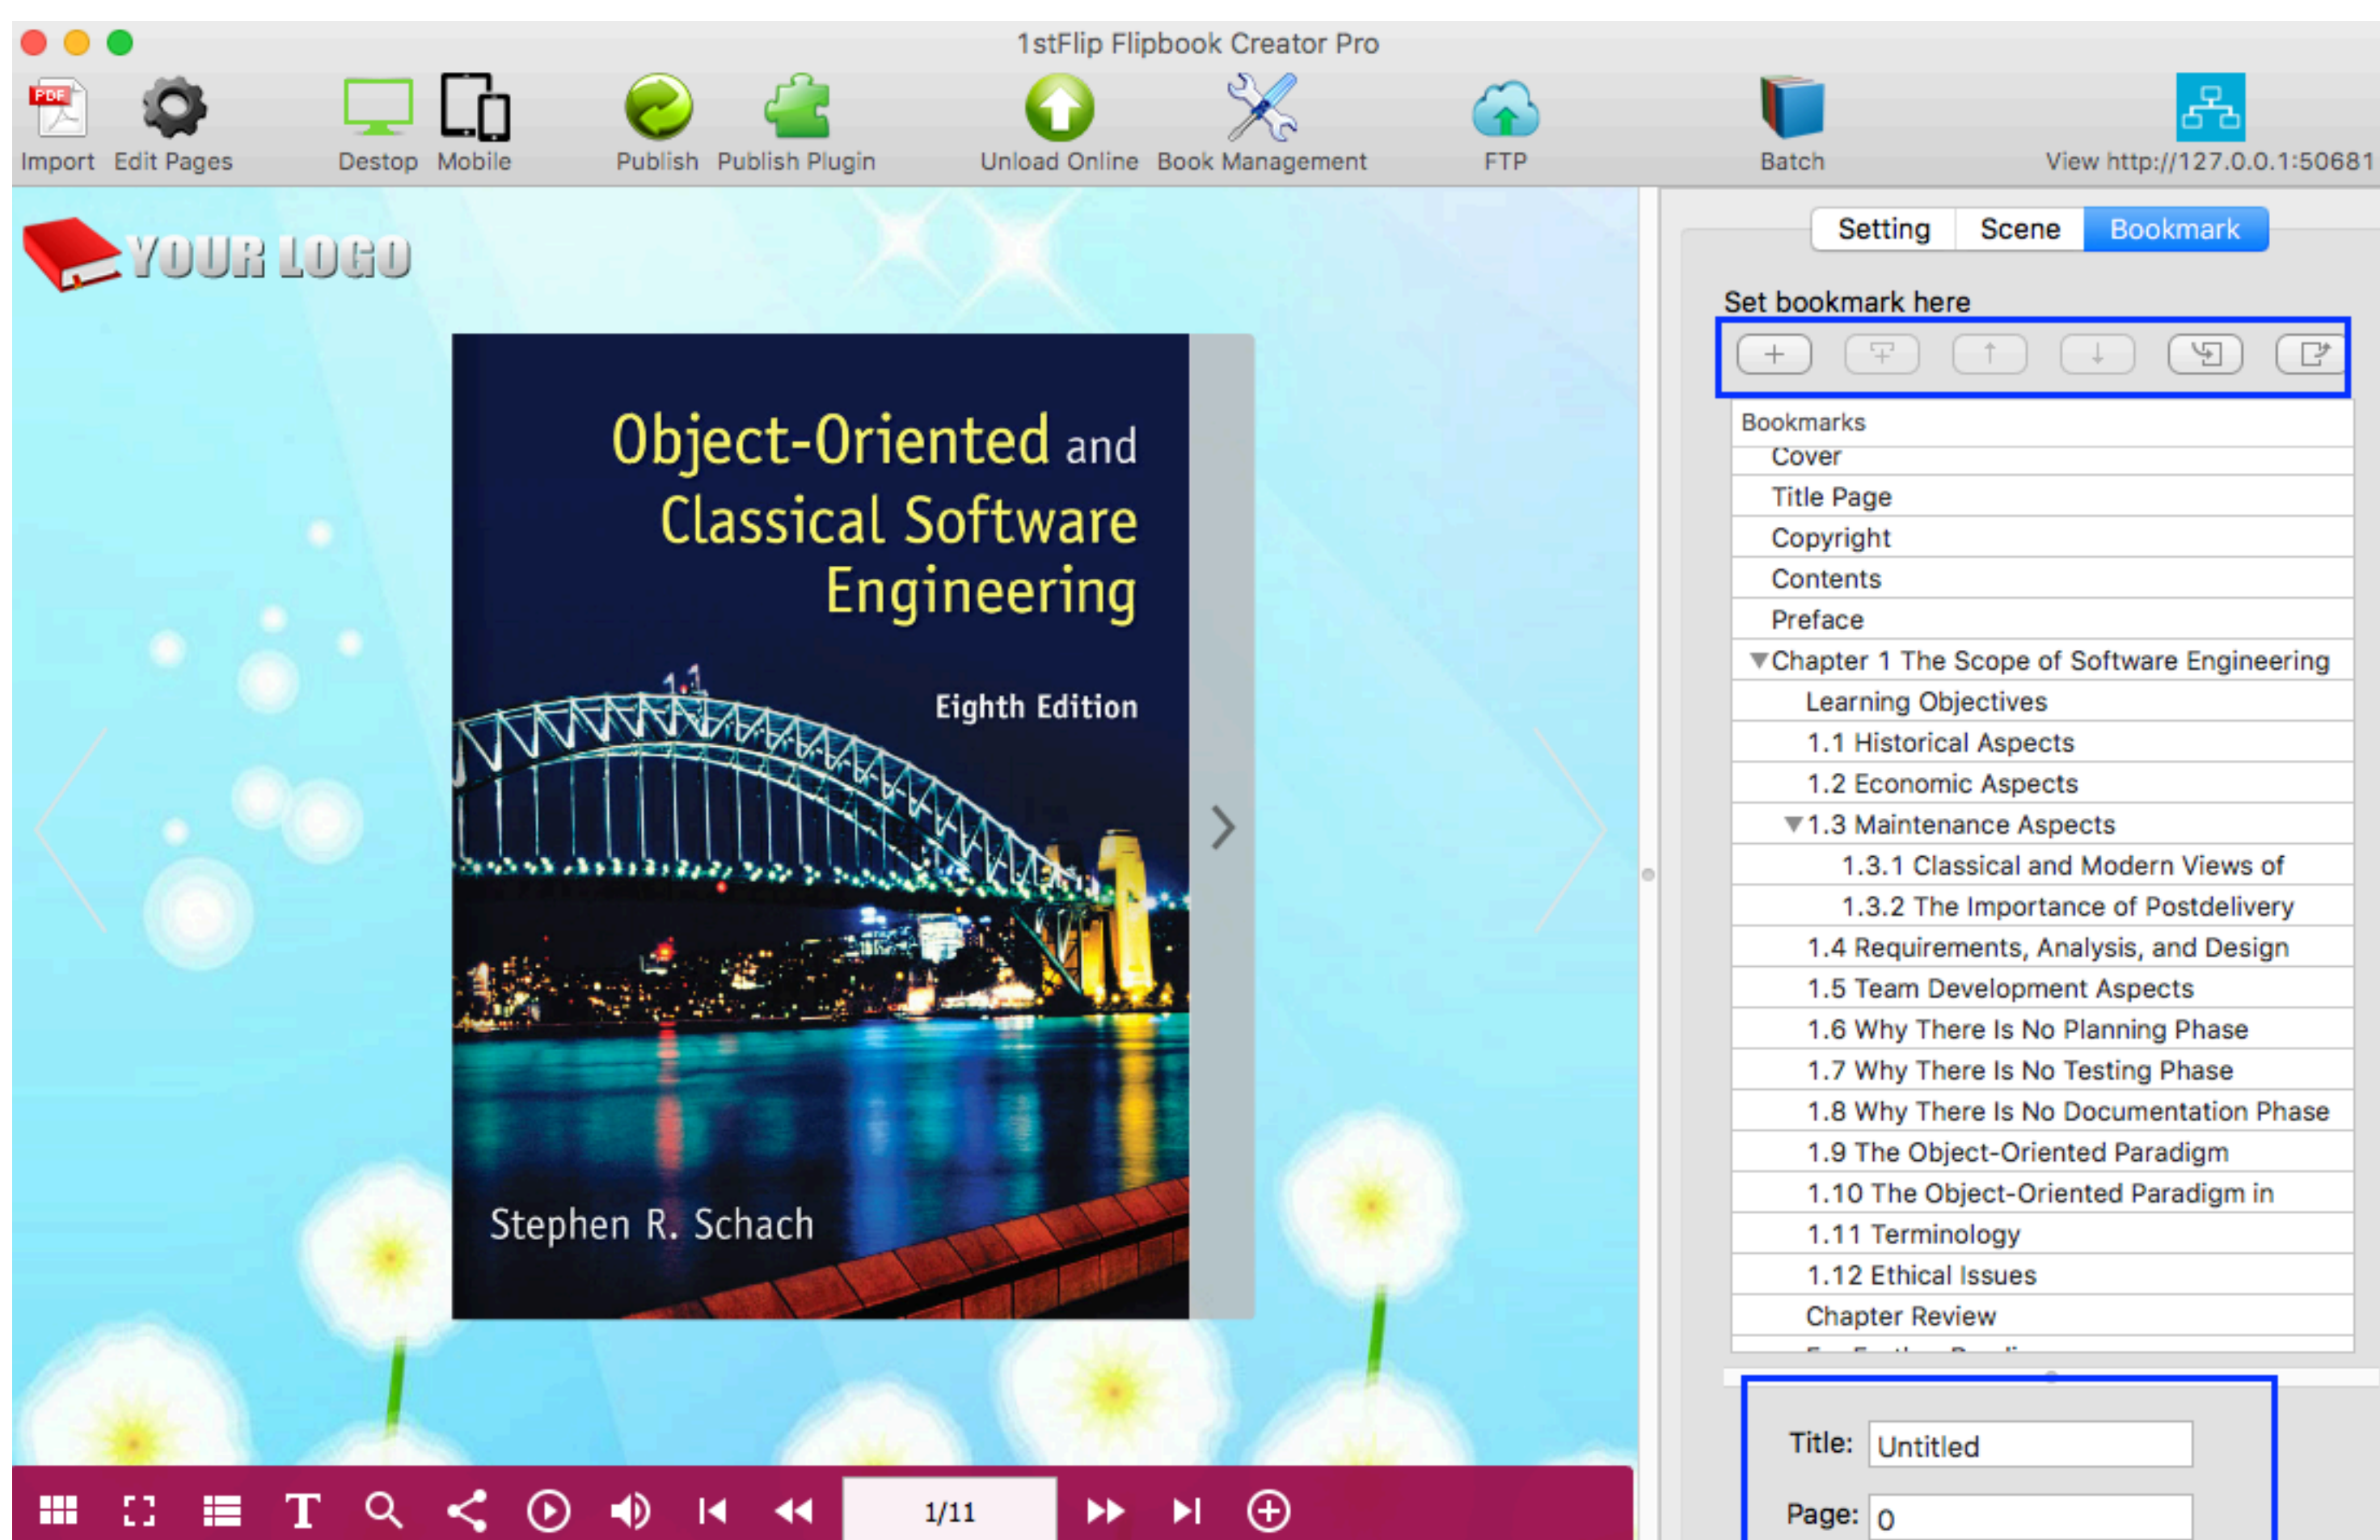 1stFlip Flipbook Creator Pro
PDF
Import Edit Pages Destop Mobile Publish Publish Plugin Unload Online Book Management FTP Batch View http://127.0.0.1:50681
YOUR LOGO
Object-Oriented and
Classical Software
Engineering
Eighth Edition
Stephen R. Schach
1/11
Setting Scene Bookmark
Set bookmark here
Bookmarks
Cover
Title Page
Copyright
Contents
Preface
Chapter 1 The Scope of Software Engineering
Learning Objectives
1.1 Historical Aspects
1.2 Economic Aspects
1.3 Maintenance Aspects
1.3.1 Classical and Modern Views of
1.3.2 The Importance of Postdelivery
1.4 Requirements, Analysis, and Design
1.5 Team Development Aspects
1.6 Why There Is No Planning Phase
1.7 Why There Is No Testing Phase
1.8 Why There Is No Documentation Phase
1.9 The Object-Oriented Paradigm
1.10 The Object-Oriented Paradigm in
1.11 Terminology
1.12 Ethical Issues
Chapter Review
Title: Untitled
Page: 0